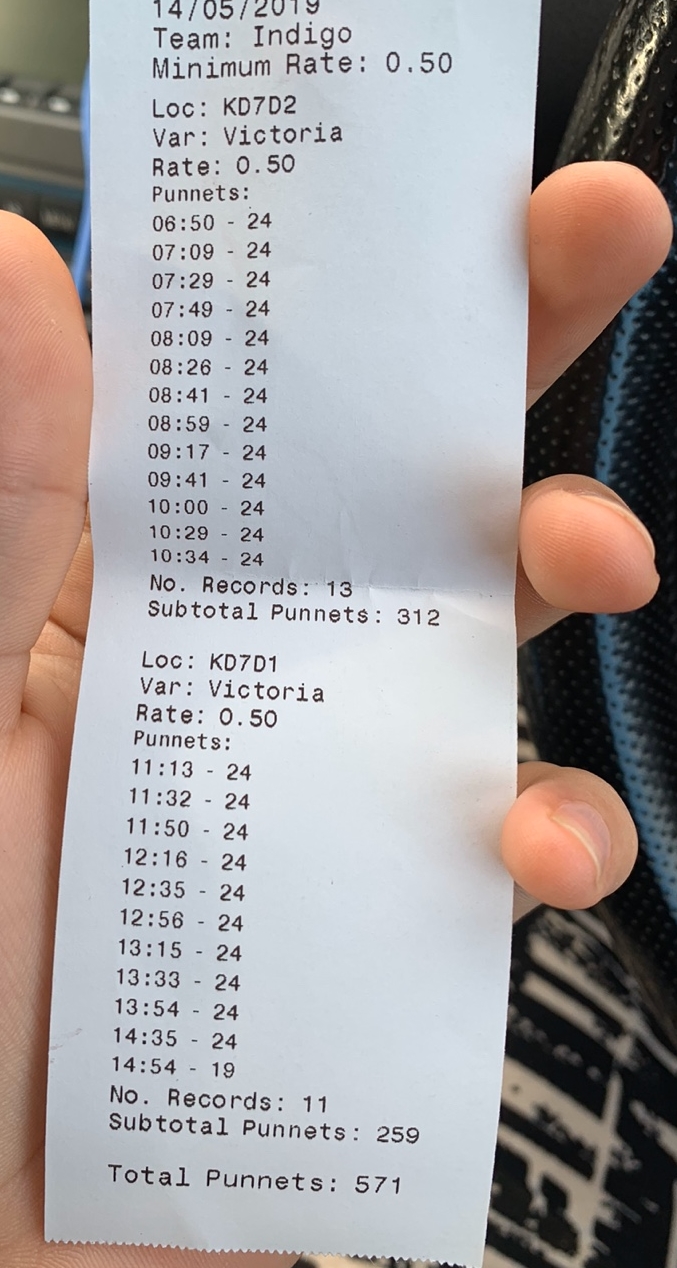 14/05/2019
Team: Indigo
Minimum Rate: 0.50
Loc: KD7D2
Var: Victoria
Rate: 0.50
Punnets:
06:50 - 24
07:09 - 24
07:29 - 24
07:49 - 24
08:09 - 24
08:26 - 24
08:41 - 24
08:59 - 24
09:17 - 24
09:41 - 24
10:00 - 24
10:29 - 24
10:34 - 24
No. Records: 13
Subtotal Punnets: 312
Loc: KD7D1
Var: Victoria
Rate: 0.50
Punnets:
11:13 - 24
11:32 - 24
11:50 - 24
12:16 - 24
12:35 - 24
12:56 - 24
13:15 - 24
13:33 - 24
13:54 - 24
14:35 - 24
14:54 - 19
No. Records: 11
Subtotal Punnets: 259
Total Punnets: 571